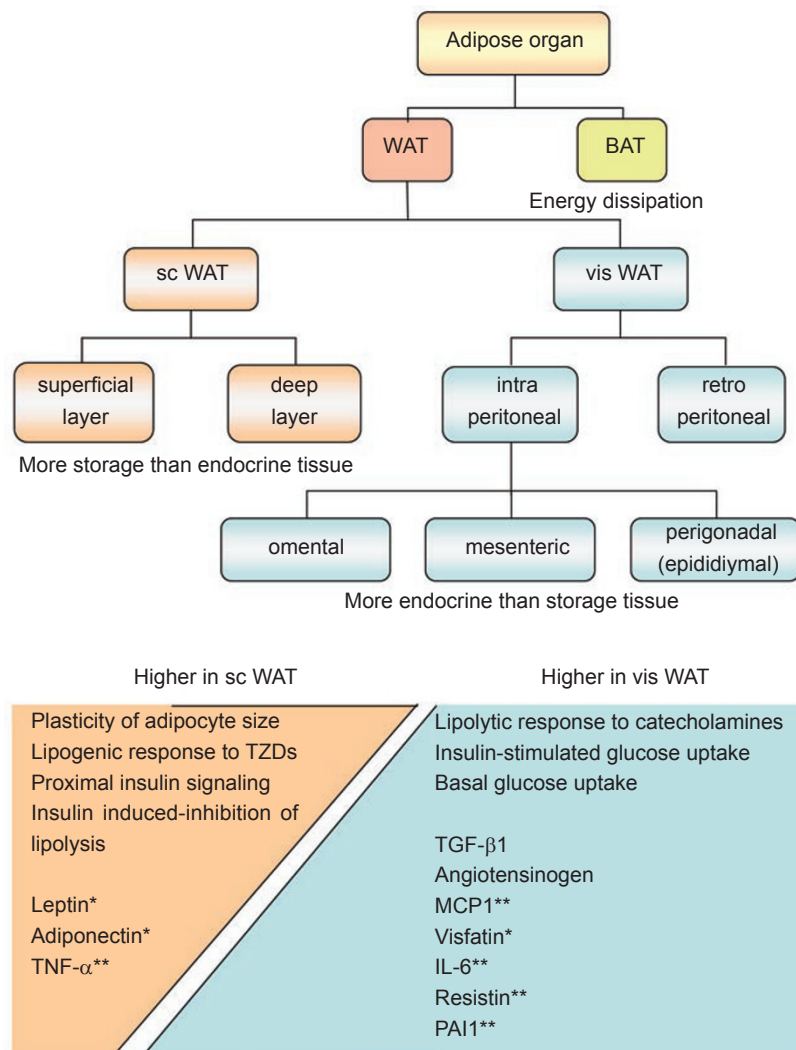 Adipose organ
WAT
BAT
Energy dissipation
sc WAT
vis WAT
superficial
layer
deep
layer
intra
peritoneal
retro
peritoneal
More storage than endocrine tissue
omental
mesenteric
perigonadal
(epididiymal)
More endocrine than storage tissue
Higher in sc WAT
Plasticity of adipocyte size
Lipogenic response to TZDs
Proximal insulin signaling
Insulin induced-inhibition of
lipolysis
Leptin*
Adiponectin*
TNF-α**
Higher in vis WAT
Lipolytic response to catecholamines
Insulin-stimulated glucose uptake
Basal glucose uptake
TGF-β1
Angiotensinogen
MCP1**
Visfatin*
IL-6**
Resistin**
PAI1**